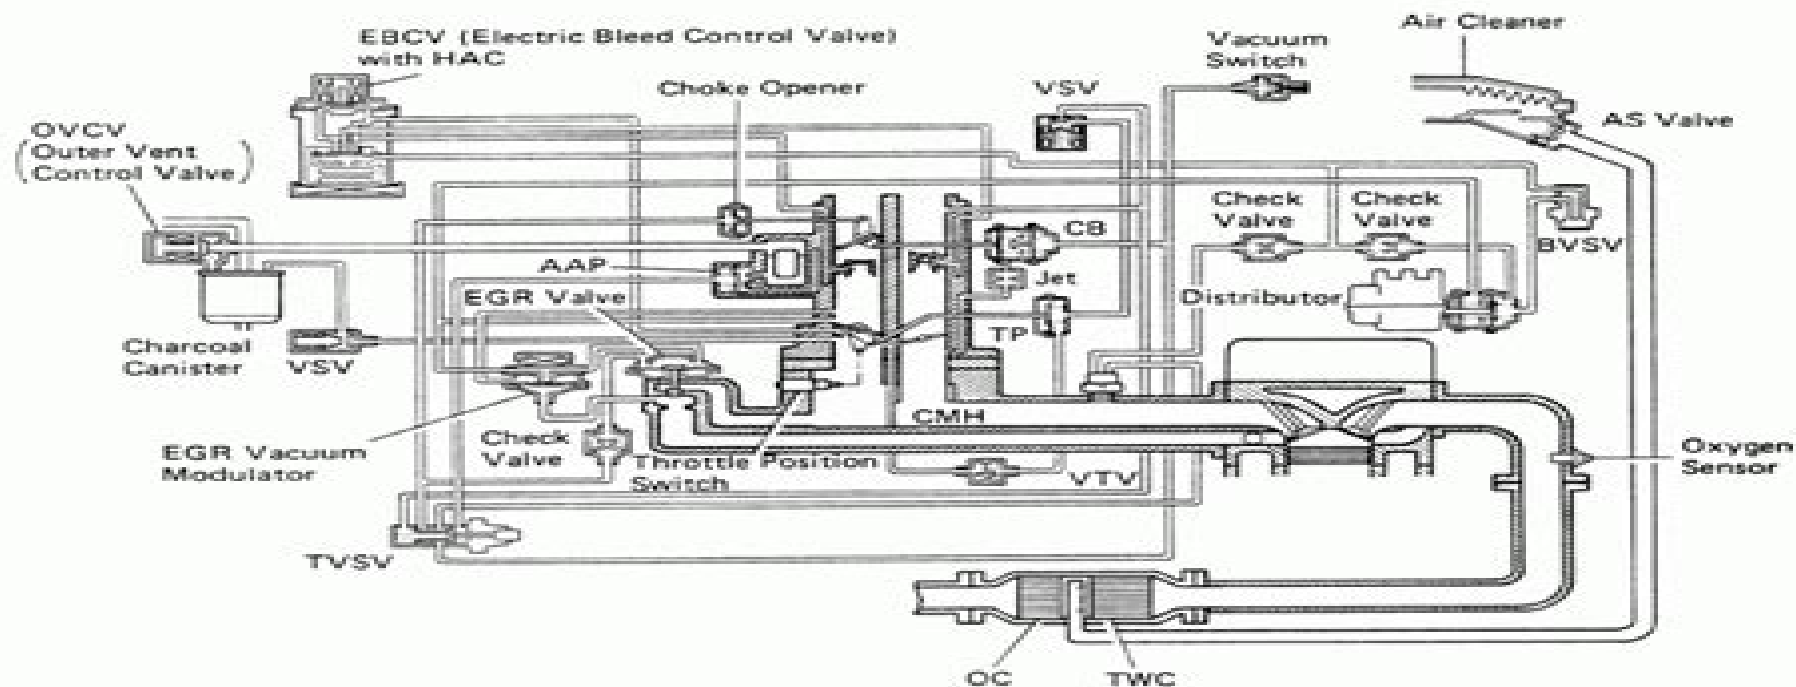 EBCV (Electric Bleed Control Valve)
with HAC
Choke Opener
VSV
Vacuum
Switch
Air Cleaner
AS Valve
OVCV
(Outer Vent
Control Valve)
Check
Valve
Check
Valve
CB
BVSV
AAP
Jet
EGR Valve
Distributor
TP
Charcoal
Canister
VSV
CMH
EGR Vacuum
Modulator
Check
Valve
Throttle Position
Switch
VTV
Oxygen
Sensor
TVSV
OC
TWC